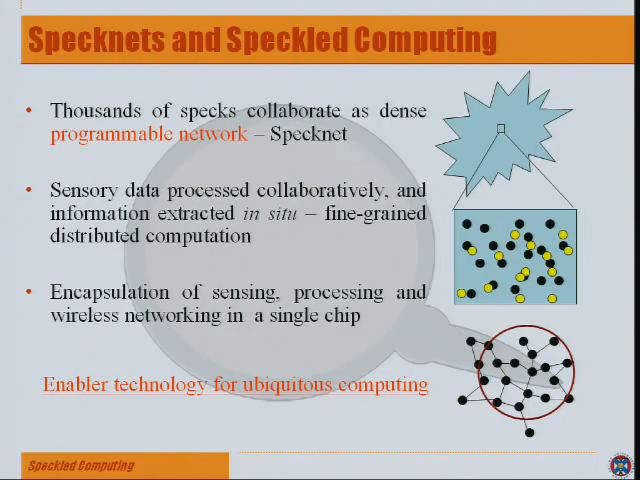 Specknets and Speckled Computing
• Thousands of specks collaborate as dense
programmable network – Specknet
• Sensory data processed collaboratively, and
information extracted in situ – fine-grained
distributed computation
• Encapsulation of sensing, processing and
wireless networking in a single chip
Enabler technology for ubiquitous computing
Speckled Computing